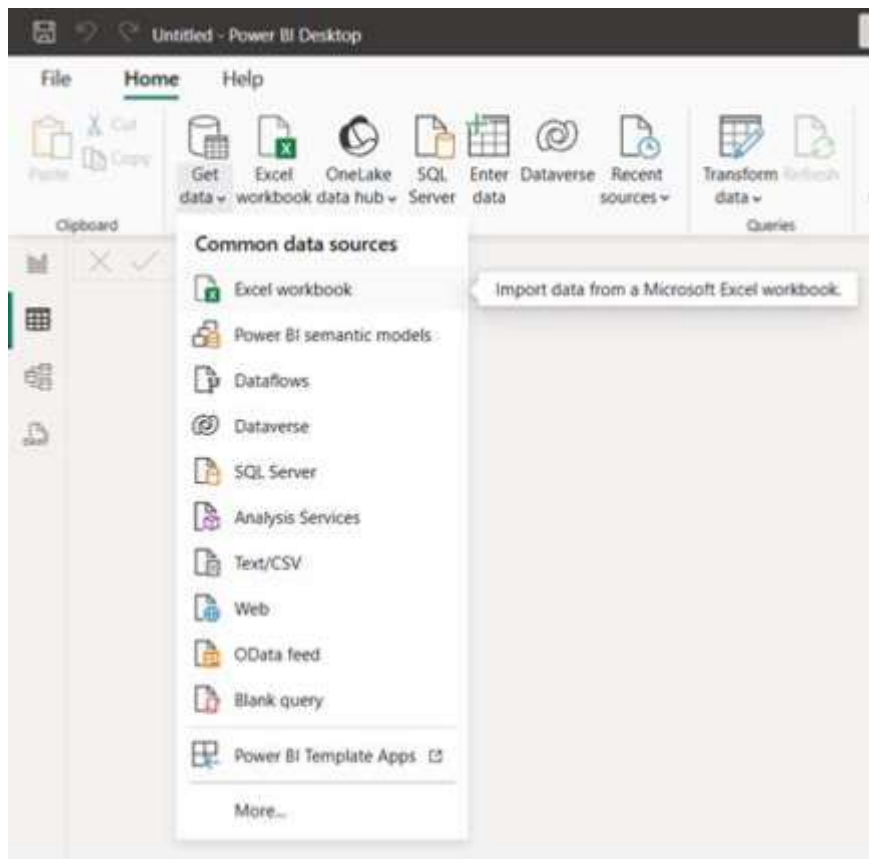 Untitled - Power BI Desktop
File Home Help
Cut
Copy
Paste
Get data
Excel workbook
OneLake data hub
SQL Server
Enter data
Dataverse
Recent sources
Transform data
Refresh
Clipboard
Queries
Common data sources
Excel workbook
Import data from a Microsoft Excel workbook.
Power BI semantic models
Dataflows
Dataverse
SQL Server
Analysis Services
Text/CSV
Web
OData feed
Blank query
Power BI Template Apps
More...